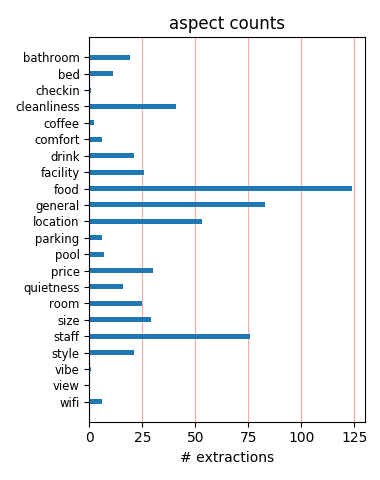 aspect counts
bathroom
bed
checkin
cleanliness
coffee
comfort
drink
facility
food
general
location
parking
pool
price
quietness
room
size
staff
style
vibe
view
wifi
0 25 50 75 100 125
# extractions